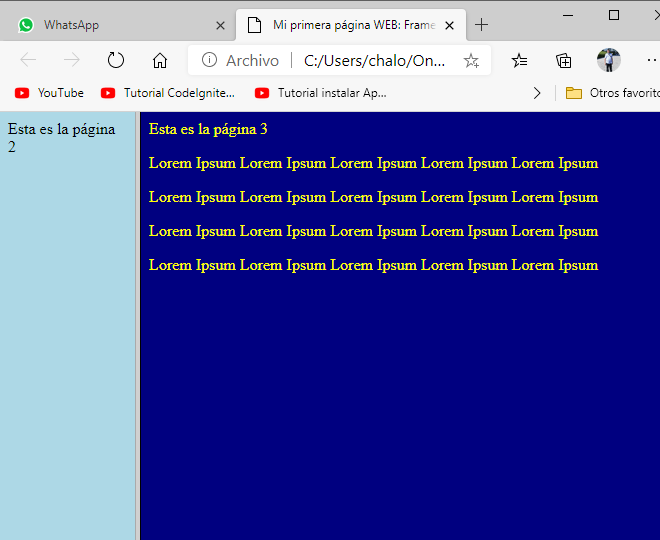 WhatsApp
Mi primera página WEB: Frame
Archivo
C:/Users/chalo/On...
YouTube
Tutorial CodeIgnite...
Tutorial instalar Ap...
Otros favorito
Esta es la página
2
Esta es la página 3
Lorem Ipsum Lorem Ipsum Lorem Ipsum Lorem Ipsum Lorem Ipsum
Lorem Ipsum Lorem Ipsum Lorem Ipsum Lorem Ipsum Lorem Ipsum
Lorem Ipsum Lorem Ipsum Lorem Ipsum Lorem Ipsum Lorem Ipsum
Lorem Ipsum Lorem Ipsum Lorem Ipsum Lorem Ipsum Lorem Ipsum